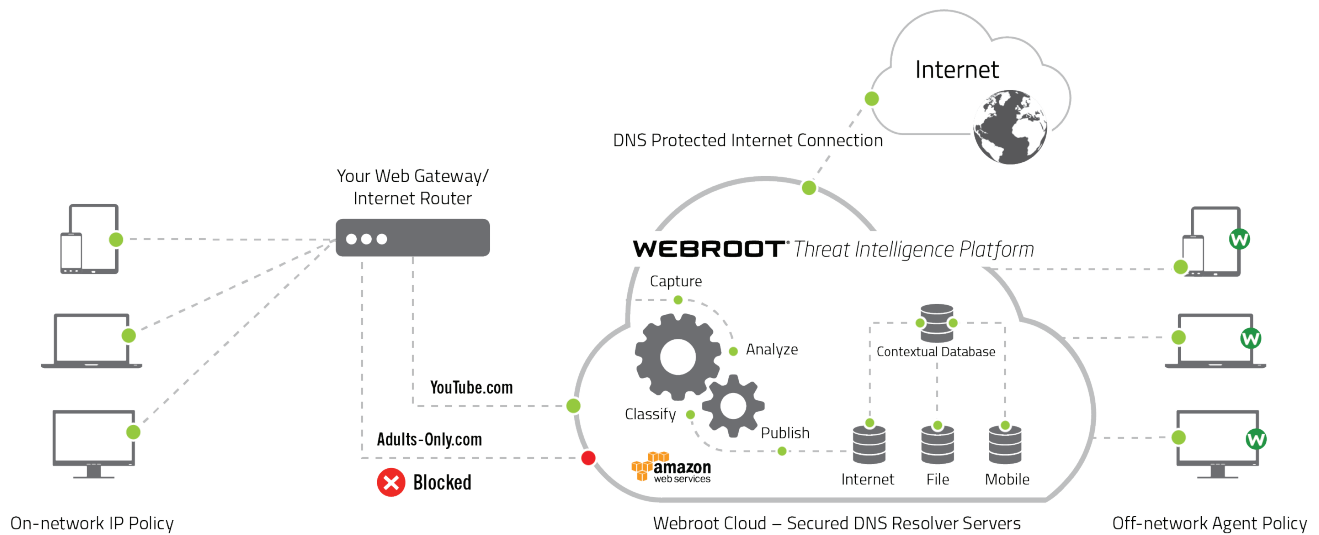 Internet
DNS Protected Internet Connection
Your Web Gateway/
Internet Router
WEBROOT® Threat Intelligence Platform
Capture
Analyze
Contextual Database
YouTube.com
Classify
Publish
Adults-Only.com
Blocked
amazon
web services
Internet
File
Mobile
W
W
W
On-network IP Policy
Webroot Cloud – Secured DNS Resolver Servers
Off-network Agent Policy